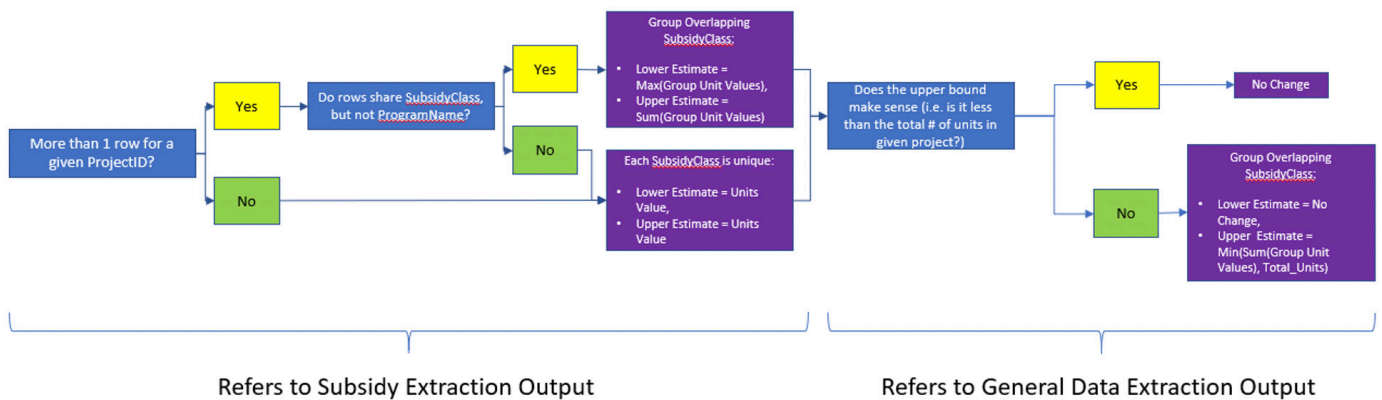 More than 1 row for a
given ProjectID?
Yes
No
Do rows share SubsidyClass,
but not ProgramName?
Yes
No
Group Overlapping
SubsidyClass:
• Lower Estimate =
Max(Group Unit Values),
• Upper Estimate =
Sum(Group Unit Values)
Each SubsidyClass is unique:
• Lower Estimate = Units
Value,
• Upper Estimate = Units
Value
Does the upper bound
make sense (i.e. is it less
than the total # of units in
given project?)
Yes
No
No Change
Group Overlapping
SubsidyClass:
• Lower Estimate = No
Change,
• Upper Estimate =
Min(Sum(Group Unit
Values), Total_Units)
Refers to Subsidy Extraction Output
Refers to General Data Extraction Output